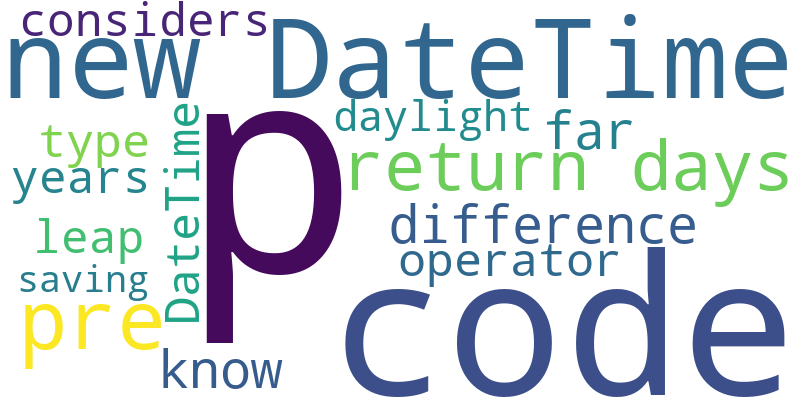 considers
new DateTime
p
DateTime
daylight
far
type
return days
years
difference
leap
operator
saving
pre
code
know